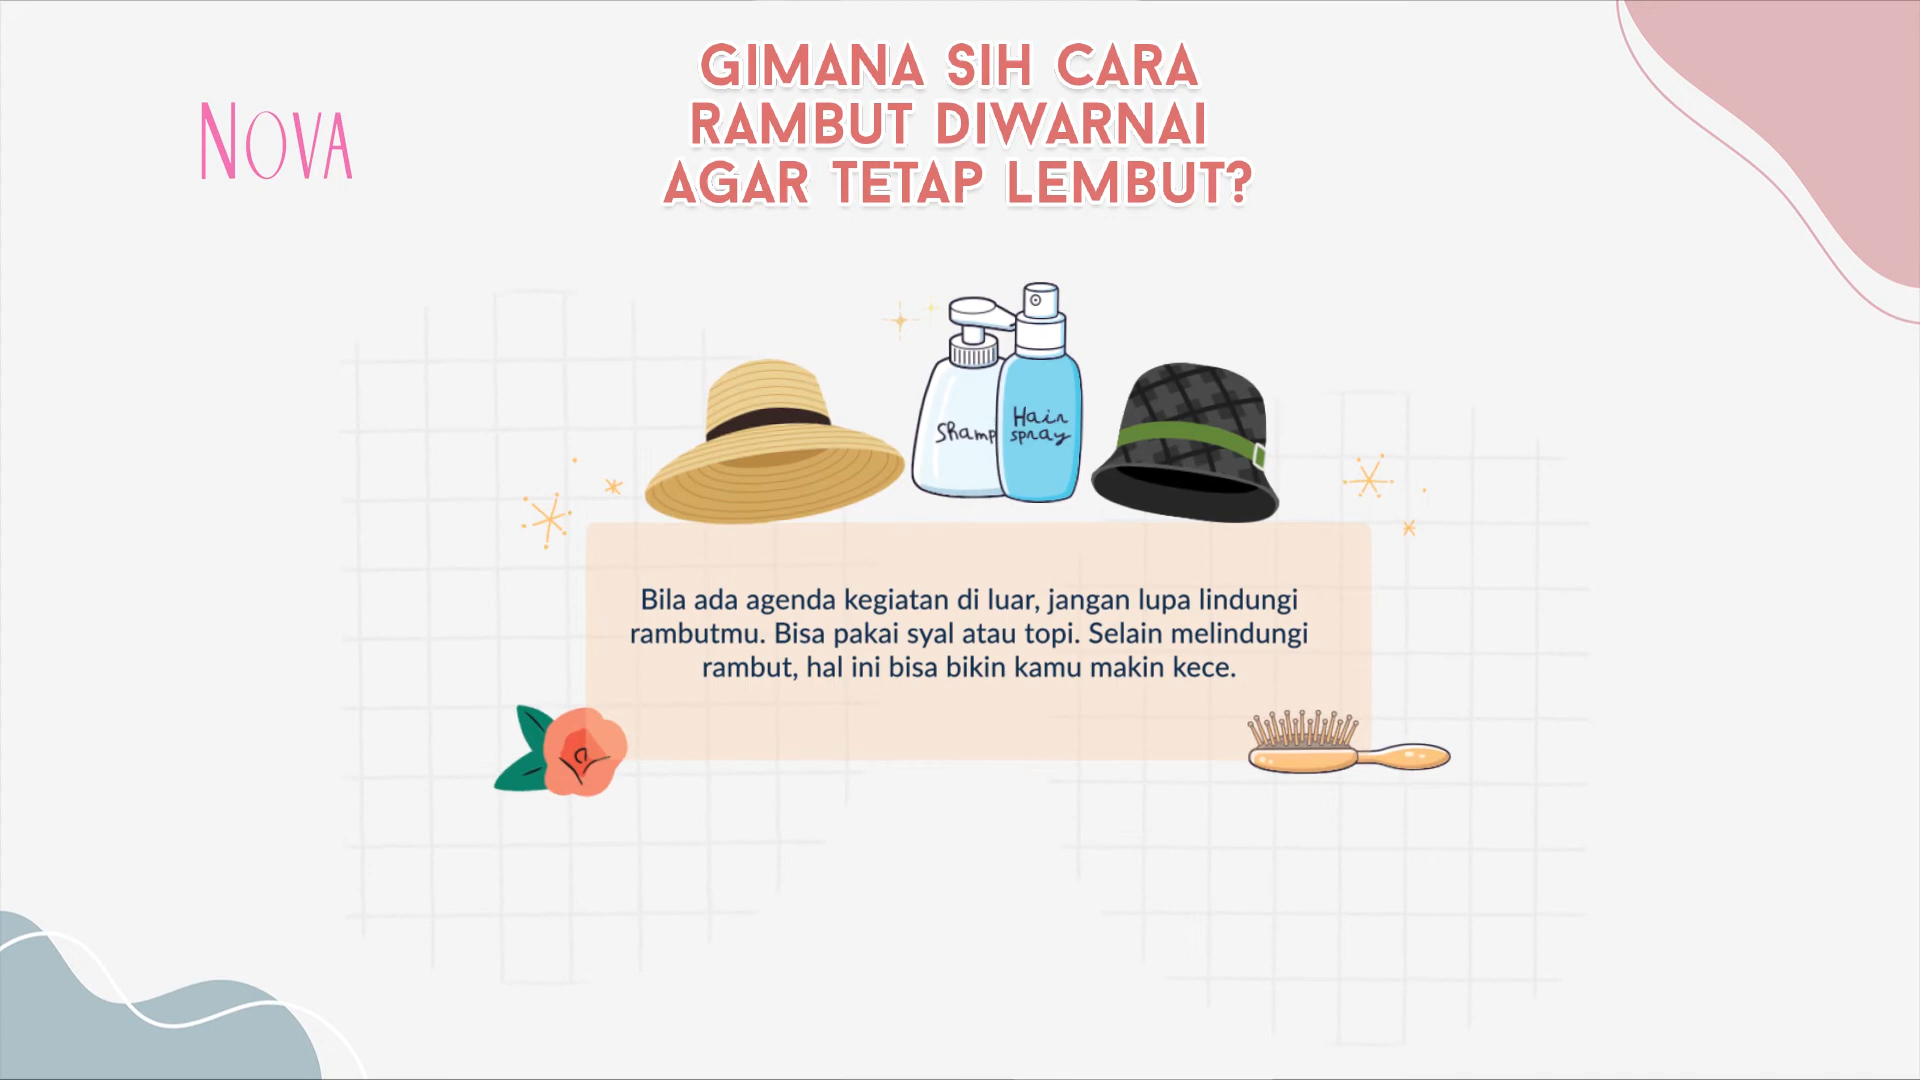 NOVA
GIMANA SIH CARA
RAMBUT DIWARNAI
AGAR TETAP LEMBUT?
Shamp
Hair
spray
Bila ada agenda kegiatan di luar, jangan lupa lindungi
rambutmu. Bisa pakai syal atau topi. Selain melindungi
rambut, hal ini bisa bikin kamu makin kece.